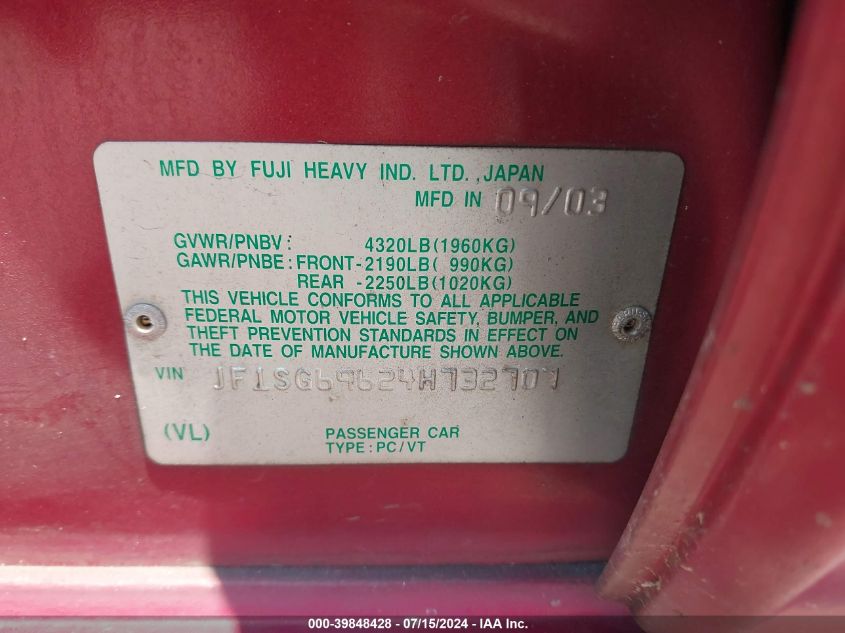 MFD BY FUJI HEAVY IND. LTD., JAPAN
MFD IN 09/03
GVWR/PNBV: 4320LB(1960KG)
GAWR/PNBE: FRONT-2190LB( 990KG)
REAR -2250LB(1020KG)
THIS VEHICLE CONFORMS TO ALL APPLICABLE
FEDERAL MOTOR VEHICLE SAFETY, BUMPER, AND
THEFT PREVENTION STANDARDS IN EFFECT ON
THE DATE OF MANUFACTURE SHOWN ABOVE.
VIN JF1SG69624H732707
(VL) PASSENGER CAR
TYPE: PC/VT
000-39848428 - 07/15/2024 - IAA Inc.